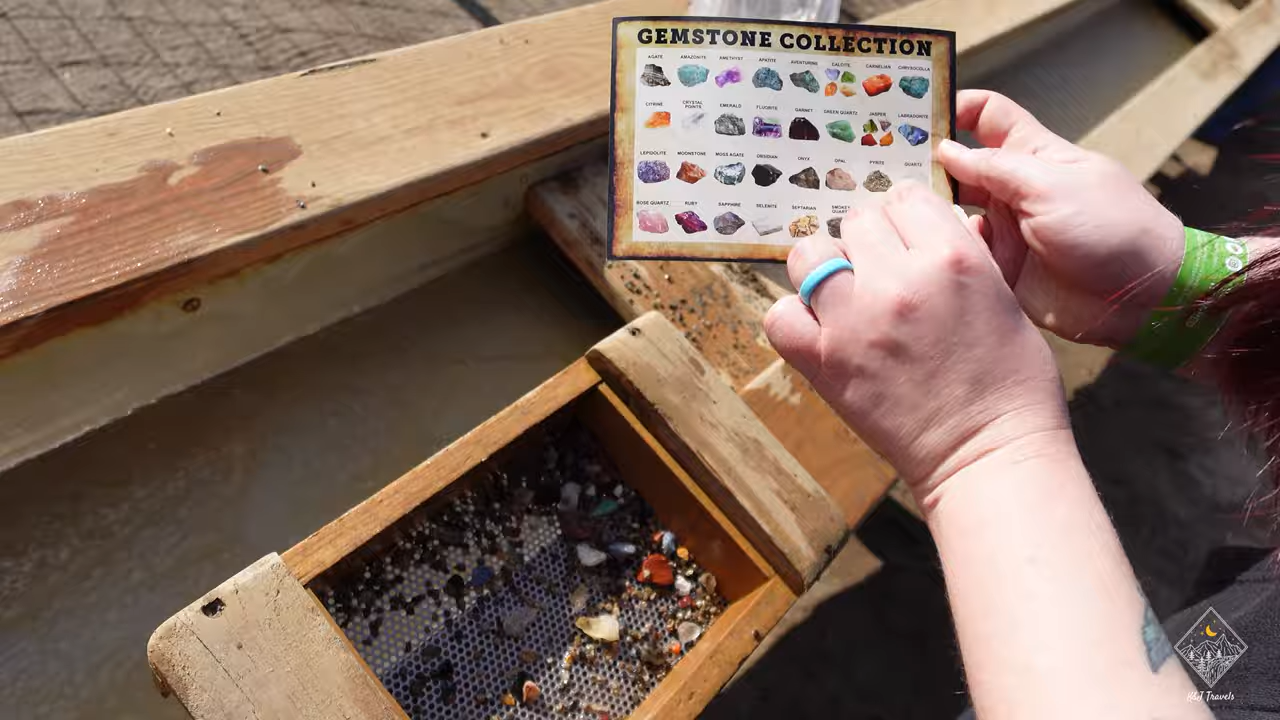 GEMSTONE COLLECTION
AGATE AMAZONITE AMETHYST APATITE AVENTURINE CALCITE CARNELIAN CHRYSOCOLLA
CITRINE CRYSTAL POINTS EMERALD FLUORITE GARNET GREEN QUARTZ JASPER LABRADORITE
LEPIDOLITE MOONSTONE MOSS AGATE OBSIDIAN ONYX OPAL PYRITE QUARTZ
ROSE QUARTZ RUBY SAPPHIRE SELENITE SEPTARIAN SMOKEY QUARTZ
K&J Travels